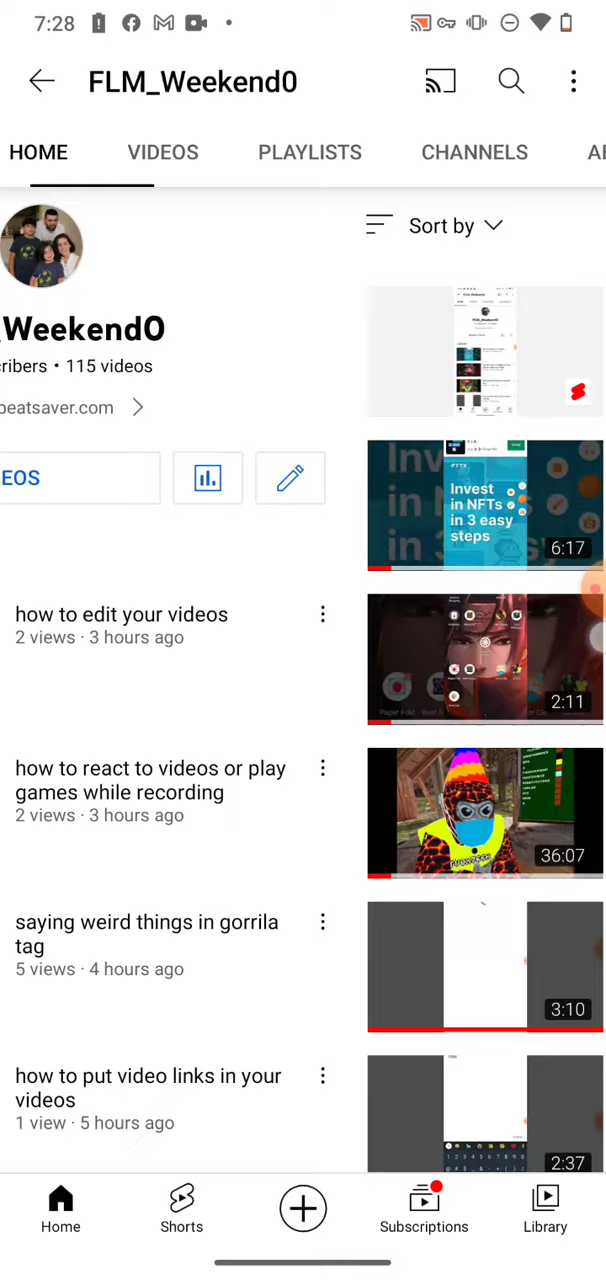 7:28
FLM_Weekend0
HOME VIDEOS PLAYLISTS CHANNELS
Sort by
_Weekend0
cribers • 115 videos
beatsaver.com
EOS
Invest
in NFTs
in 3 easy
steps
6:17
how to edit your videos
2 views · 3 hours ago
2:11
how to react to videos or play
games while recording
2 views · 3 hours ago
36:07
saying weird things in gorrila
tag
5 views · 4 hours ago
3:10
how to put video links in your
videos
1 view · 5 hours ago
2:37
Home Shorts Subscriptions Library